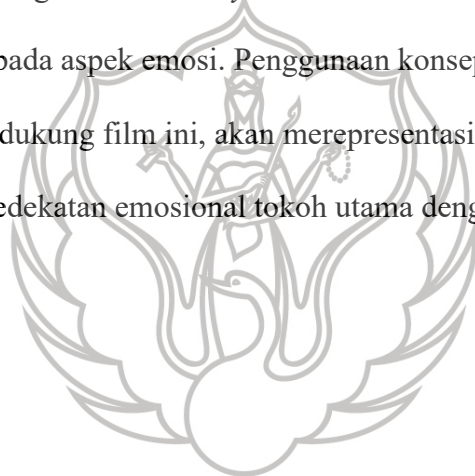 pada aspek emosi. Penggunaan konsep
dukung film ini, akan merepresentasi
edekatan emosional tokoh utama deng